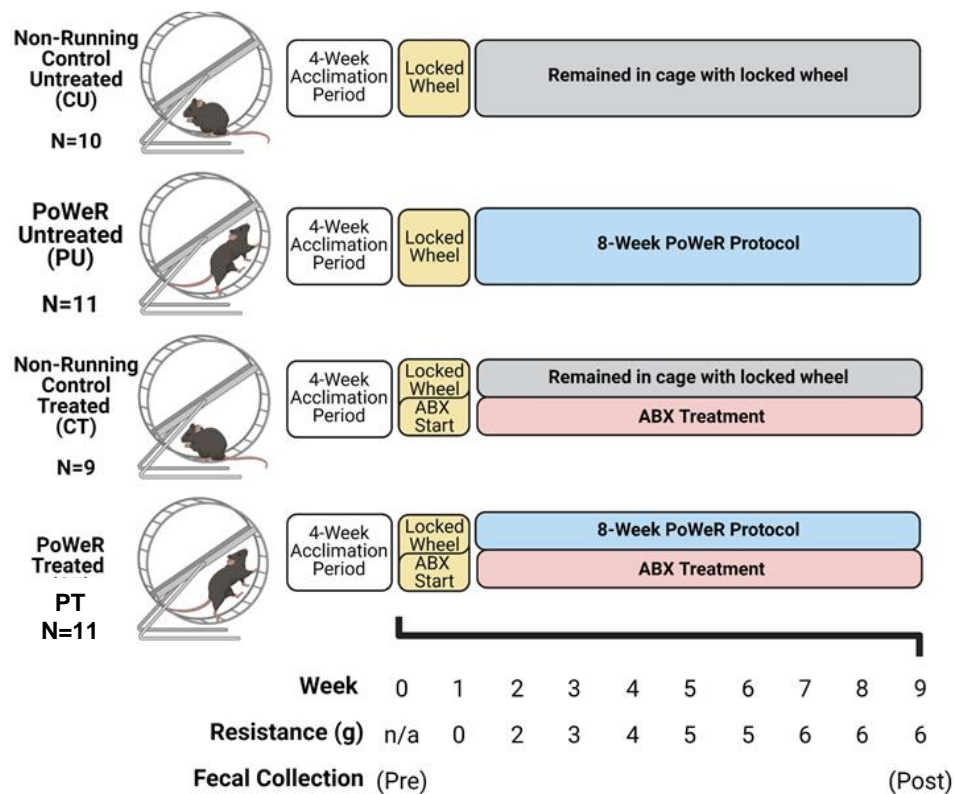 Non-Running
Control
Untreated
(CU)
N=10
4-Week
Acclimation
Period
Locked
Wheel
Remained in cage with locked wheel
PoWeR
Untreated
(PU)
N=11
4-Week
Acclimation
Period
Locked
Wheel
8-Week PoWeR Protocol
Non-Running
Control
Treated
(CT)
N=9
4-Week
Acclimation
Period
Locked
Wheel
ABX
Start
Remained in cage with locked wheel
ABX Treatment
PoWeR
Treated
PT
N=11
4-Week
Acclimation
Period
Locked
Wheel
ABX
Start
8-Week PoWeR Protocol
ABX Treatment
Week 0 1 2 3 4 5 6 7 8 9
Resistance (g) n/a 0 2 3 4 5 5 6 6 6
Fecal Collection (Pre) (Post)